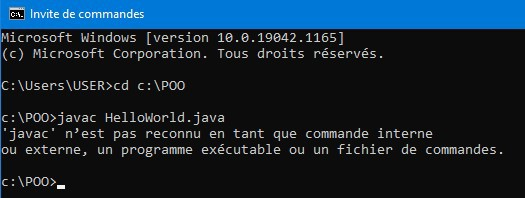 Invite de commandes
Microsoft Windows [version 10.0.19042.1165]
(c) Microsoft Corporation. Tous droits réservés.
C:\Users\USER>cd c:\POO
c:\POO>javac HelloWorld.java
'javac' n’est pas reconnu en tant que commande interne
ou externe, un programme exécutable ou un fichier de commandes.
c:\POO>